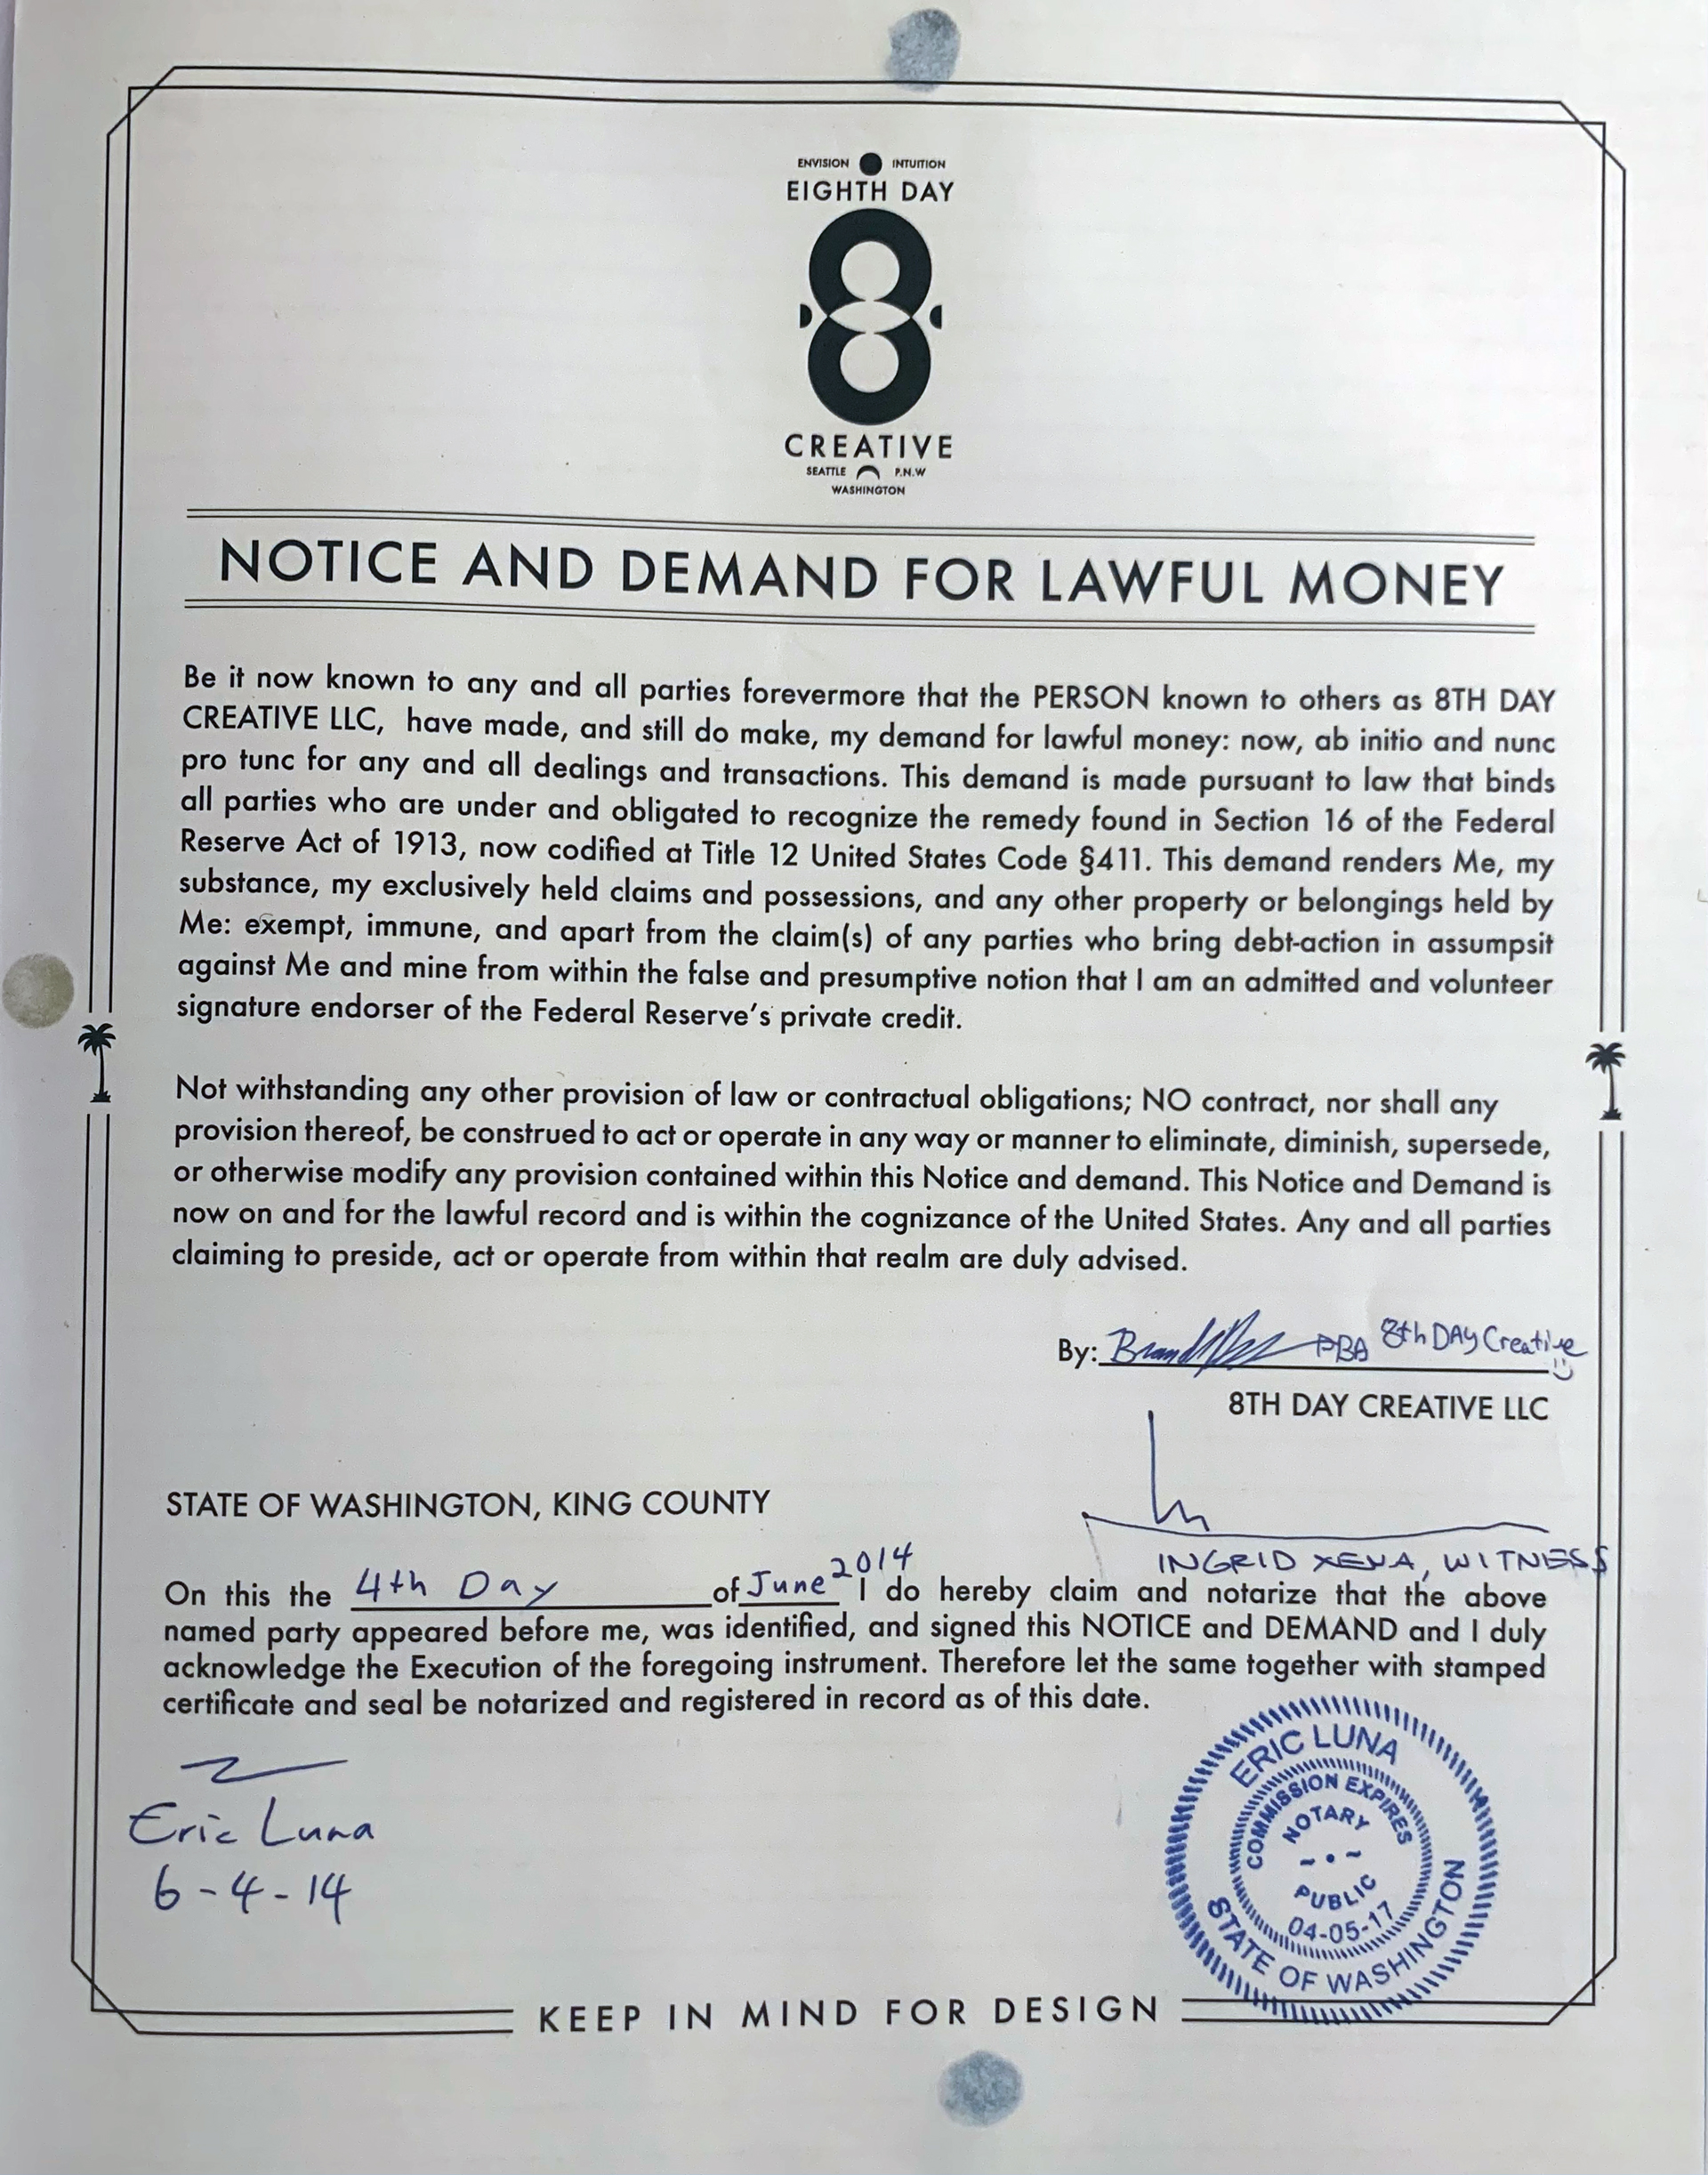 ENVISION INTUITION
EIGHTH DAY
8
CREATIVE
SEATTLE P.N.W
WASHINGTON
NOTICE AND DEMAND FOR LAWFUL MONEY
Be it now known to any and all parties forevermore that the PERSON known to others as 8TH DAY
CREATIVE LLC, have made, and still do make, my demand for lawful money: now, ab initio and nunc
pro tunc for any and all dealings and transactions. This demand is made pursuant to law that binds
all parties who are under and obligated to recognize the remedy found in Section 16 of the Federal
Reserve Act of 1913, now codified at Title 12 United States Code §411. This demand renders Me, my
substance, my exclusively held claims and possessions, and any other property or belongings held by
Me: exempt, immune, and apart from the claim(s) of any parties who bring debt-action in assumpsit
against Me and mine from within the false and presumptive notion that I am an admitted and volunteer
signature endorser of the Federal Reserve's private credit.
Not withstanding any other provision of law or contractual obligations; NO contract, nor shall any
provision thereof, be construed to act or operate in any way or manner to eliminate, diminish, supersede,
or otherwise modify any provision contained within this Notice and demand. This Notice and Demand is
now on and for the lawful record and is within the cognizance of the United States. Any and all parties
claiming to preside, act or operate from within that realm are duly advised.
By: 8th DAY Creative
8TH DAY CREATIVE LLC
STATE OF WASHINGTON, KING COUNTY
INGRID XENA, WITNESS
On this the 4th Day of June 2014 I do hereby claim and notarize that the above
named party appeared before me, was identified, and signed this NOTICE and DEMAND and I duly
acknowledge the Execution of the foregoing instrument. Therefore let the same together with stamped
certificate and seal be notarized and registered in record as of this date.
Eric Luna
6-4-14
ERIC LUNA
COMMISSION EXPIRES
NOTARY
PUBLIC
04-05-17
STATE OF WASHINGTON
KEEP IN MIND FOR DESIGN